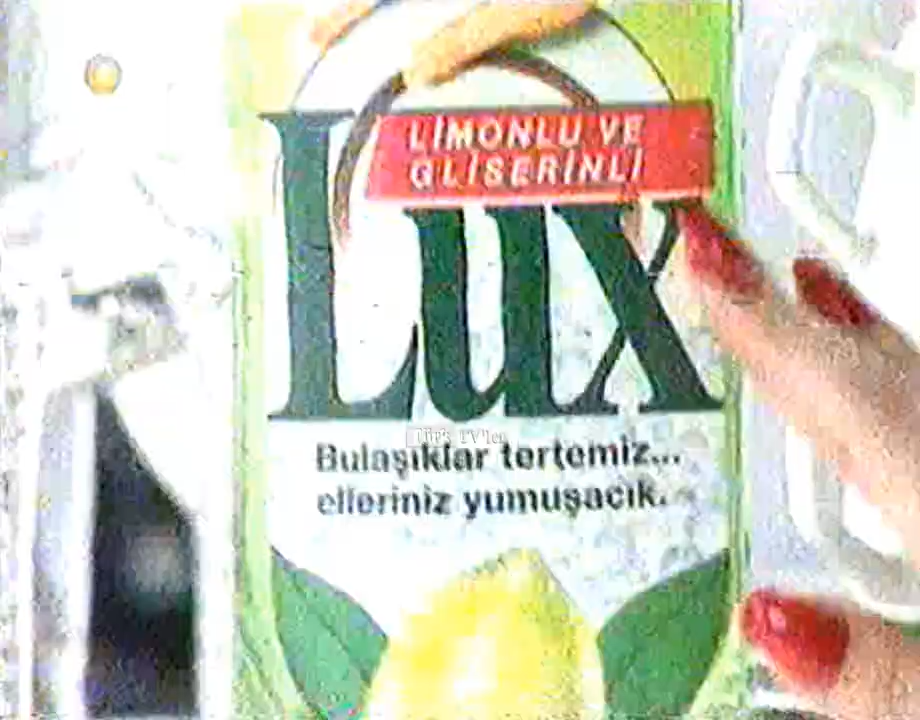 LİMONLU VE
GLİSERİNLİ
Lux
Bulaşıklar tertemiz...
elleriniz yumuşacık.